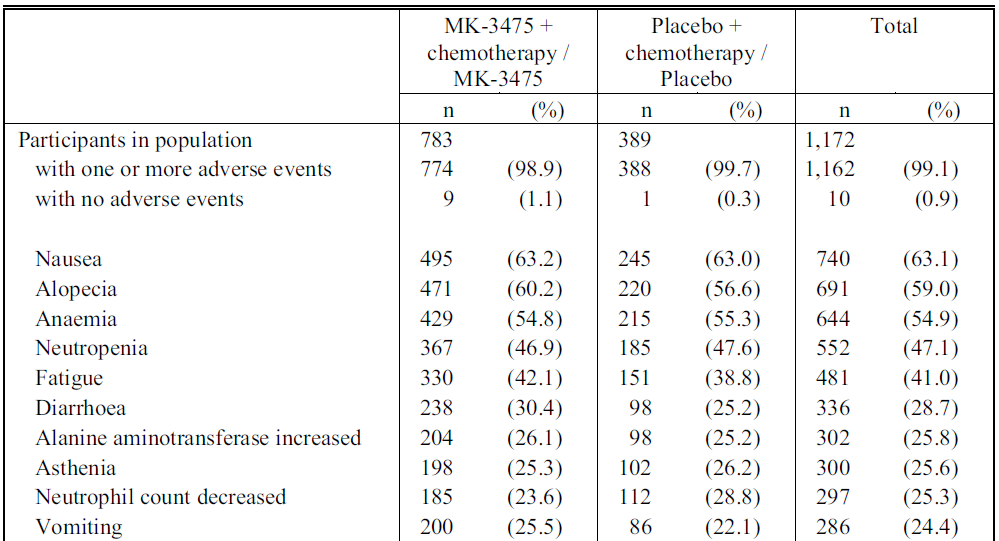 MK-3475 + Placebo + Total
chemotherapy / chemotherapy /
MK-3475 Placebo
n (%) n (%) n (%)
Participants in population 783 389 1,172
with one or more adverse events 774 (98.9) 388 (99.7) 1,162 (99.1)
with no adverse events 9 (1.1) 1 (0.3) 10 (0.9)
Nausea 495 (63.2) 245 (63.0) 740 (63.1)
Alopecia 471 (60.2) 220 (56.6) 691 (59.0)
Anaemia 429 (54.8) 215 (55.3) 644 (54.9)
Neutropenia 367 (46.9) 185 (47.6) 552 (47.1)
Fatigue 330 (42.1) 151 (38.8) 481 (41.0)
Diarrhoea 238 (30.4) 98 (25.2) 336 (28.7)
Alanine aminotransferase increased 204 (26.1) 98 (25.2) 302 (25.8)
Asthenia 198 (25.3) 102 (26.2) 300 (25.6)
Neutrophil count decreased 185 (23.6) 112 (28.8) 297 (25.3)
Vomiting 200 (25.5) 86 (22.1) 286 (24.4)